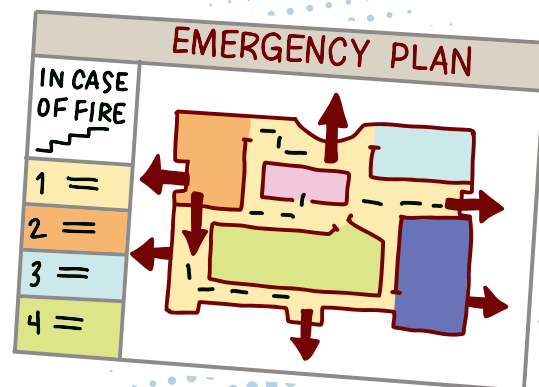 EMERGENCY PLAN
IN CASE
OF FIRE
1 =
2 =
3 =
4 =